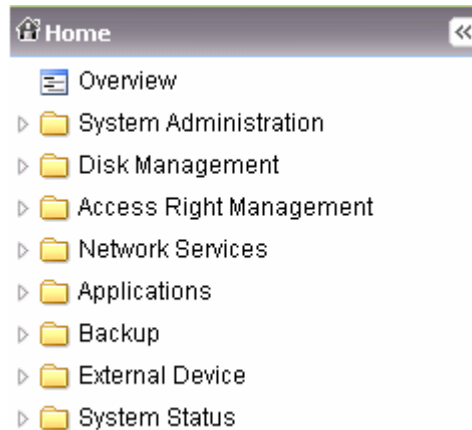 Home
Overview
System Administration
Disk Management
Access Right Management
Network Services
Applications
Backup
External Device
System Status